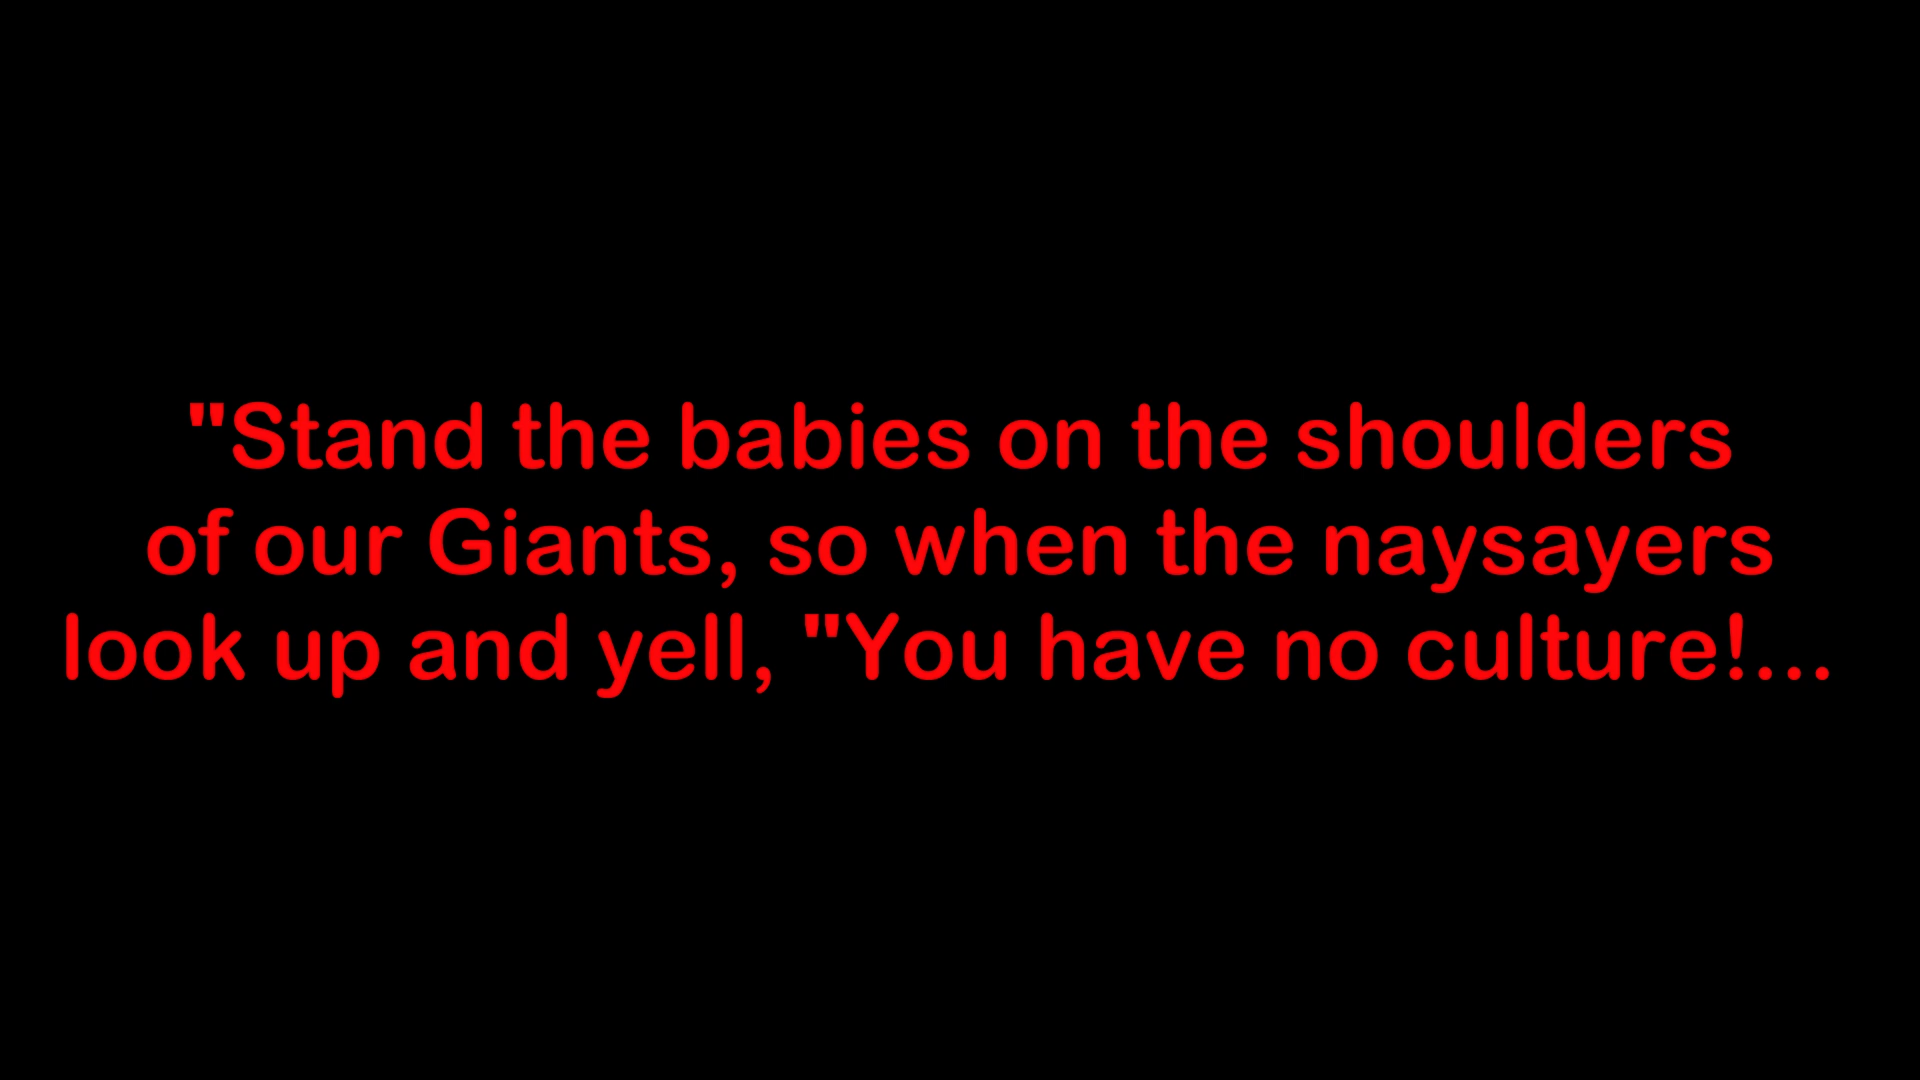 "Stand the babies on the shoulders
of our Giants, so when the naysayers
look up and yell, "You have no culture!...